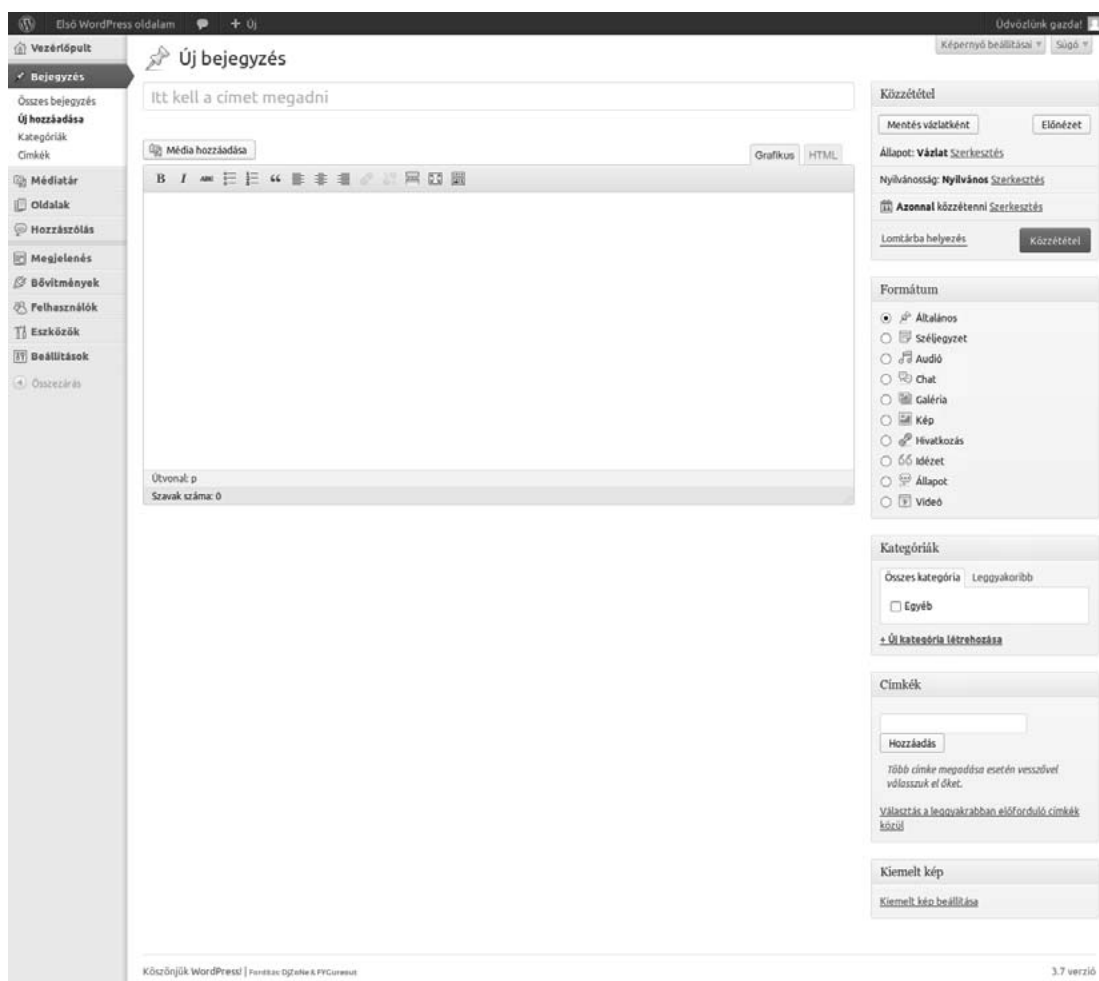 Első WordPress oldalam
+ Új
Üdvözlünk gazda!
Vezérlőpult
Bejegyzés
Összes bejegyzés
Új hozzáadása
Kategóriák
Címkék
Médiatár
Oldalak
Hozzászólás
Megjelenés
Bővítmények
Felhasználók
Eszközök
Beállítások
Összezárás
Képernyő beállításai
Súgó
Új bejegyzés
Itt kell a címet megadni
Média hozzáadása
Grafikus
HTML
B I ABC
Útvonal: p
Szavak száma: 0
Közzététel
Mentés vázlatként
Előnézet
Állapot: Vázlat Szerkesztés
Nyilvánosság: Nyilvános Szerkesztés
Azonnal közzétenni Szerkesztés
Lomtárba helyezés
Közzététel
Formátum
Általános
Széljegyzet
Audió
Chat
Galéria
Kép
Hivatkozás
Idézet
Állapot
Videó
Kategóriák
Összes kategória
Leggyakoribb
Egyéb
+ Új kategória létrehozása
Címkék
Hozzáadás
Több címke megadása esetén vesszővel
válasszuk el őket.
Választás a leggyakrabban előforduló címkék
közül
Kiemelt kép
Kiemelt kép beállítása
Köszönjük WordPress! | Fordítás: DjZoNe & FYGureout
3.7 verzió